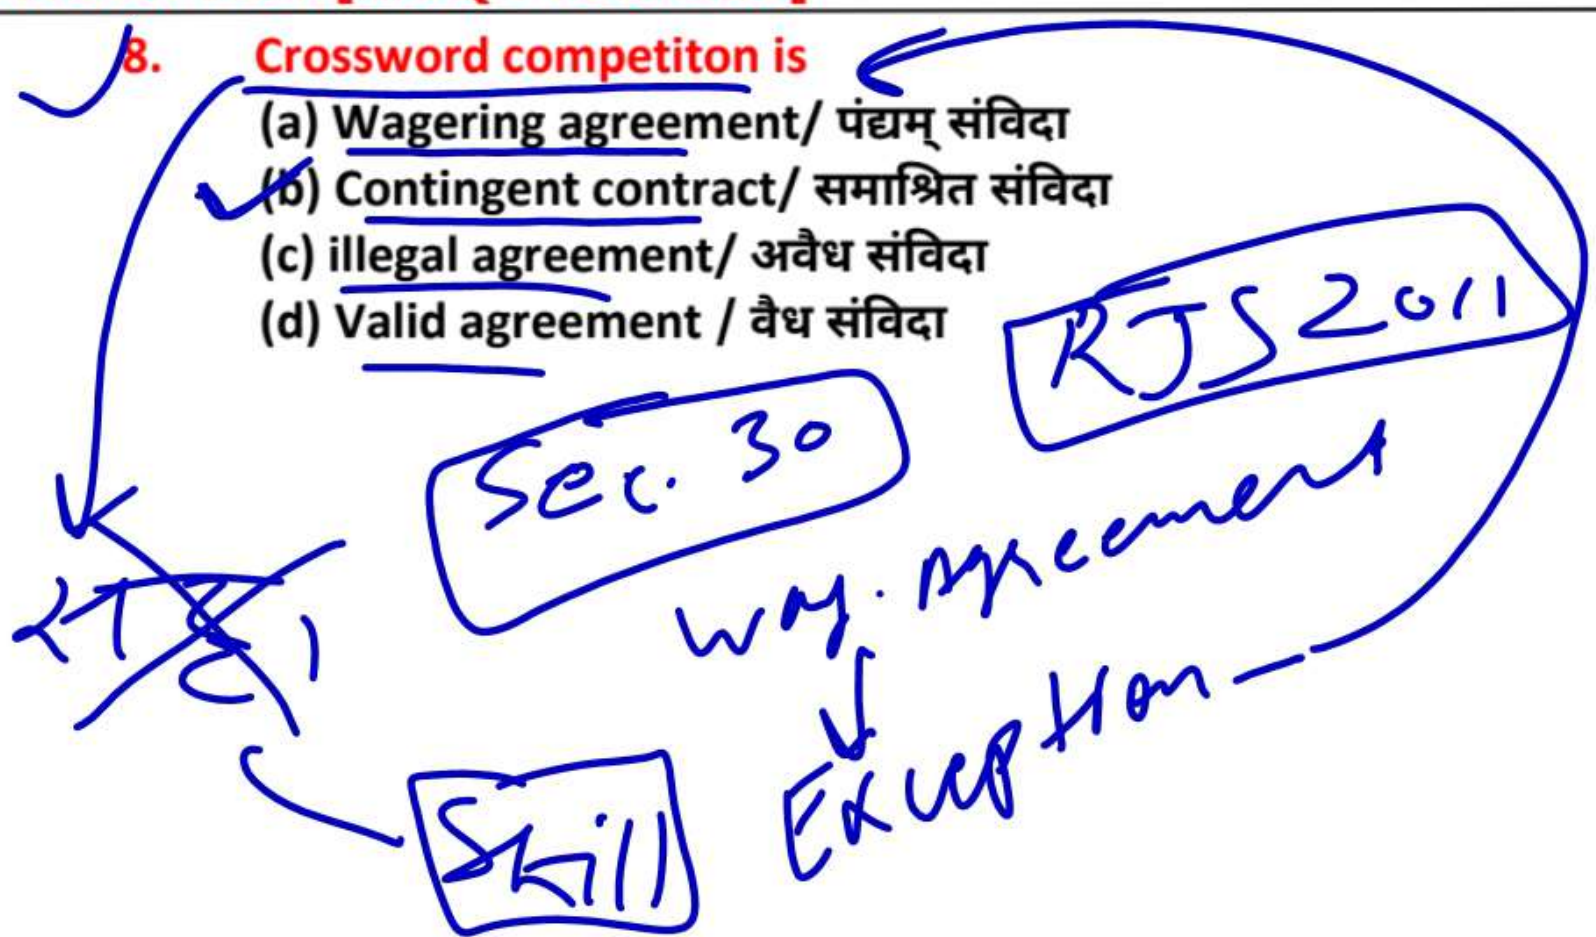 8. Crossword competiton is
(a) Wagering agreement/ पंद्यम् संविदा
(b) Contingent contract/ समाश्रित संविदा
(c) illegal agreement/ अवैध संविदा
(d) Valid agreement / वैध संविदा
RJS 2011
Sec. 30
Wag. Agreement
Exception
Skill